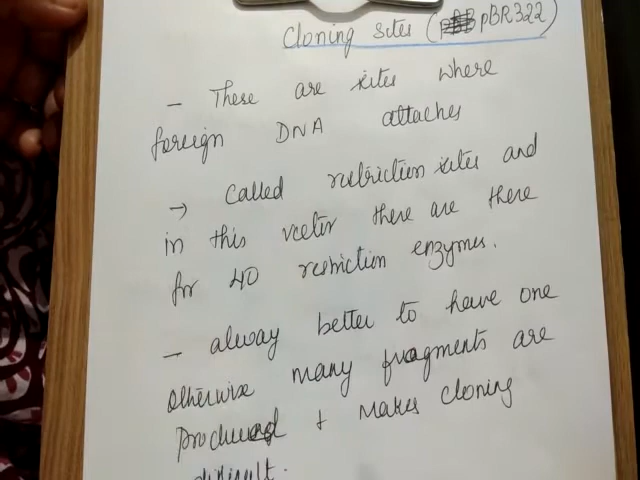 Cloning sites (pBR322)
- These are sites where
foreign DNA attaches
→ called restriction sites and
in this vector there are there
for 40 restriction enzymes.
- alway better to have one
otherwise many fragments are
Produced + Makes cloning
difficult.